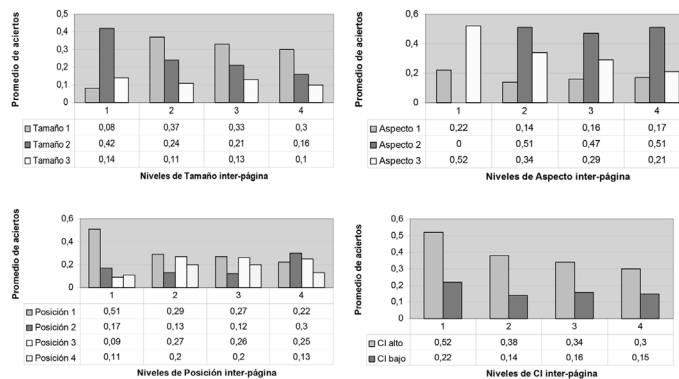 Promedio de aciertos
0,5
0,4
0,3
0,2
0,1
0
1 2 3 4
Tamaño 1 0,08 0,37 0,33 0,3
Tamaño 2 0,42 0,24 0,21 0,16
Tamaño 3 0,14 0,11 0,13 0,1
Niveles de Tamaño inter-página
Promedio de aciertos
0,6
0,4
0,2
0
1 2 3 4
Aspecto 1 0,22 0,14 0,16 0,17
Aspecto 2 0 0,51 0,47 0,51
Aspecto 3 0,52 0,34 0,29 0,21
Niveles de Aspecto inter-página
Promedio de aciertos
0,6
0,4
0,2
0
1 2 3 4
Posición 1 0,51 0,29 0,27 0,22
Posición 2 0,17 0,13 0,12 0,3
Posición 3 0,09 0,27 0,26 0,25
Posición 4 0,11 0,2 0,2 0,13
Niveles de Posición inter-página
Promedio de aciertos
0,6
0,5
0,4
0,3
0,2
0,1
0
1 2 3 4
CI alto 0,52 0,38 0,34 0,3
CI bajo 0,22 0,14 0,16 0,15
Niveles de CI inter-página